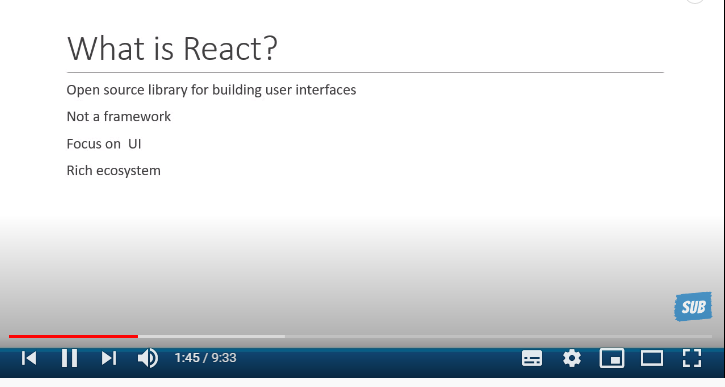 What is React?
Open source library for building user interfaces
Not a framework
Focus on  UI
Rich ecosystem
SUB
1:45 / 9:33